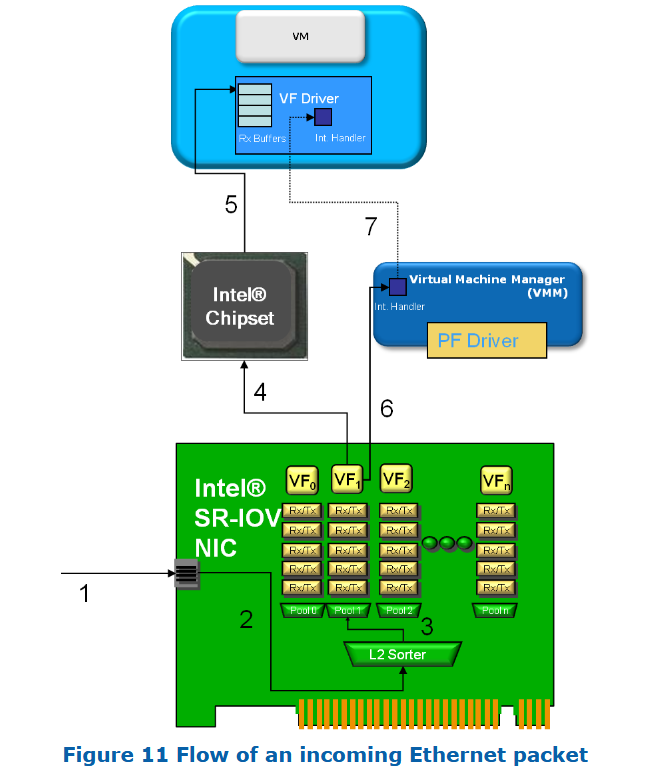 VM
VF Driver
Rx Buffers
Int. Handler
5
7
Intel®
Chipset
Virtual Machine Manager
(VMM)
Int. Handler
PF Driver
4
6
Intel®
SR-IOV
NIC
VF0 VF1 VF2 VFn
Rx/Tx Rx/Tx Rx/Tx Rx/Tx
Rx/Tx Rx/Tx Rx/Tx Rx/Tx
Rx/Tx Rx/Tx Rx/Tx Rx/Tx
Rx/Tx Rx/Tx Rx/Tx Rx/Tx
Rx/Tx Rx/Tx Rx/Tx Rx/Tx
Pool 0 Pool 1 Pool 2 Pool n
1
2
3
L2 Sorter
Figure 11 Flow of an incoming Ethernet packet